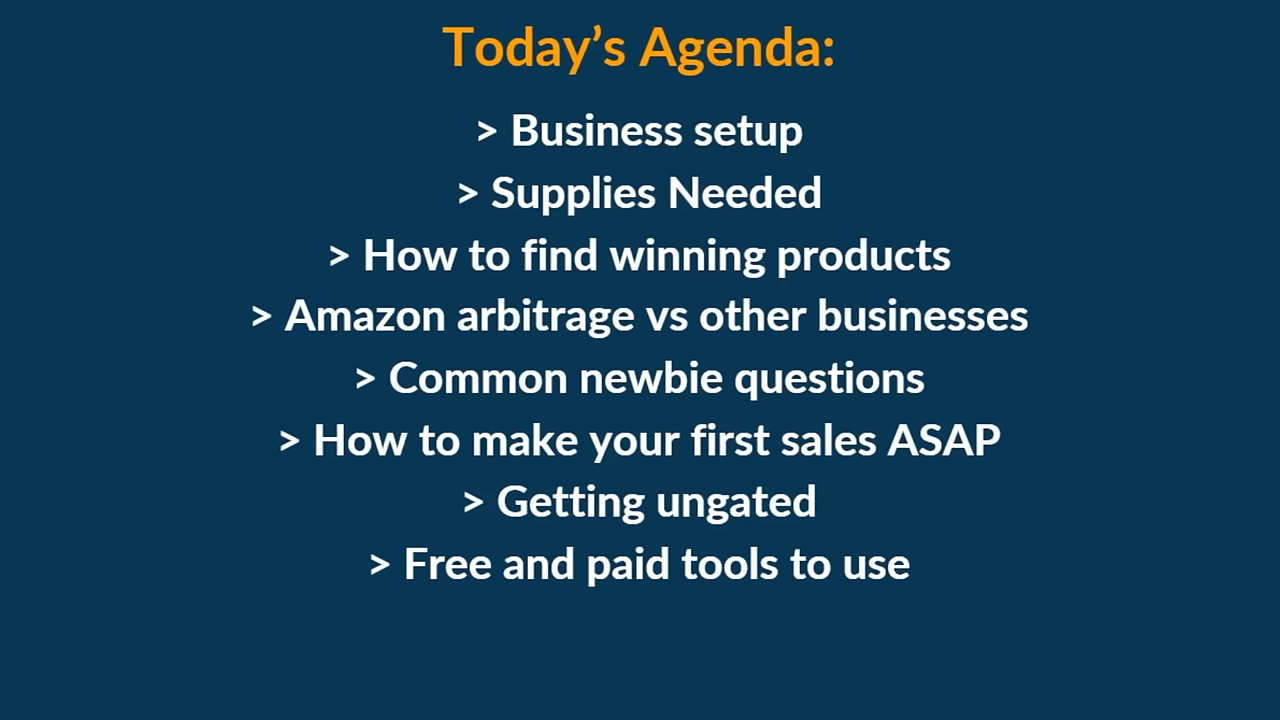 Today’s Agenda:
> Business setup
> Supplies Needed
> How to find winning products
> Amazon arbitrage vs other businesses
> Common newbie questions
> How to make your first sales ASAP
> Getting ungated
> Free and paid tools to use